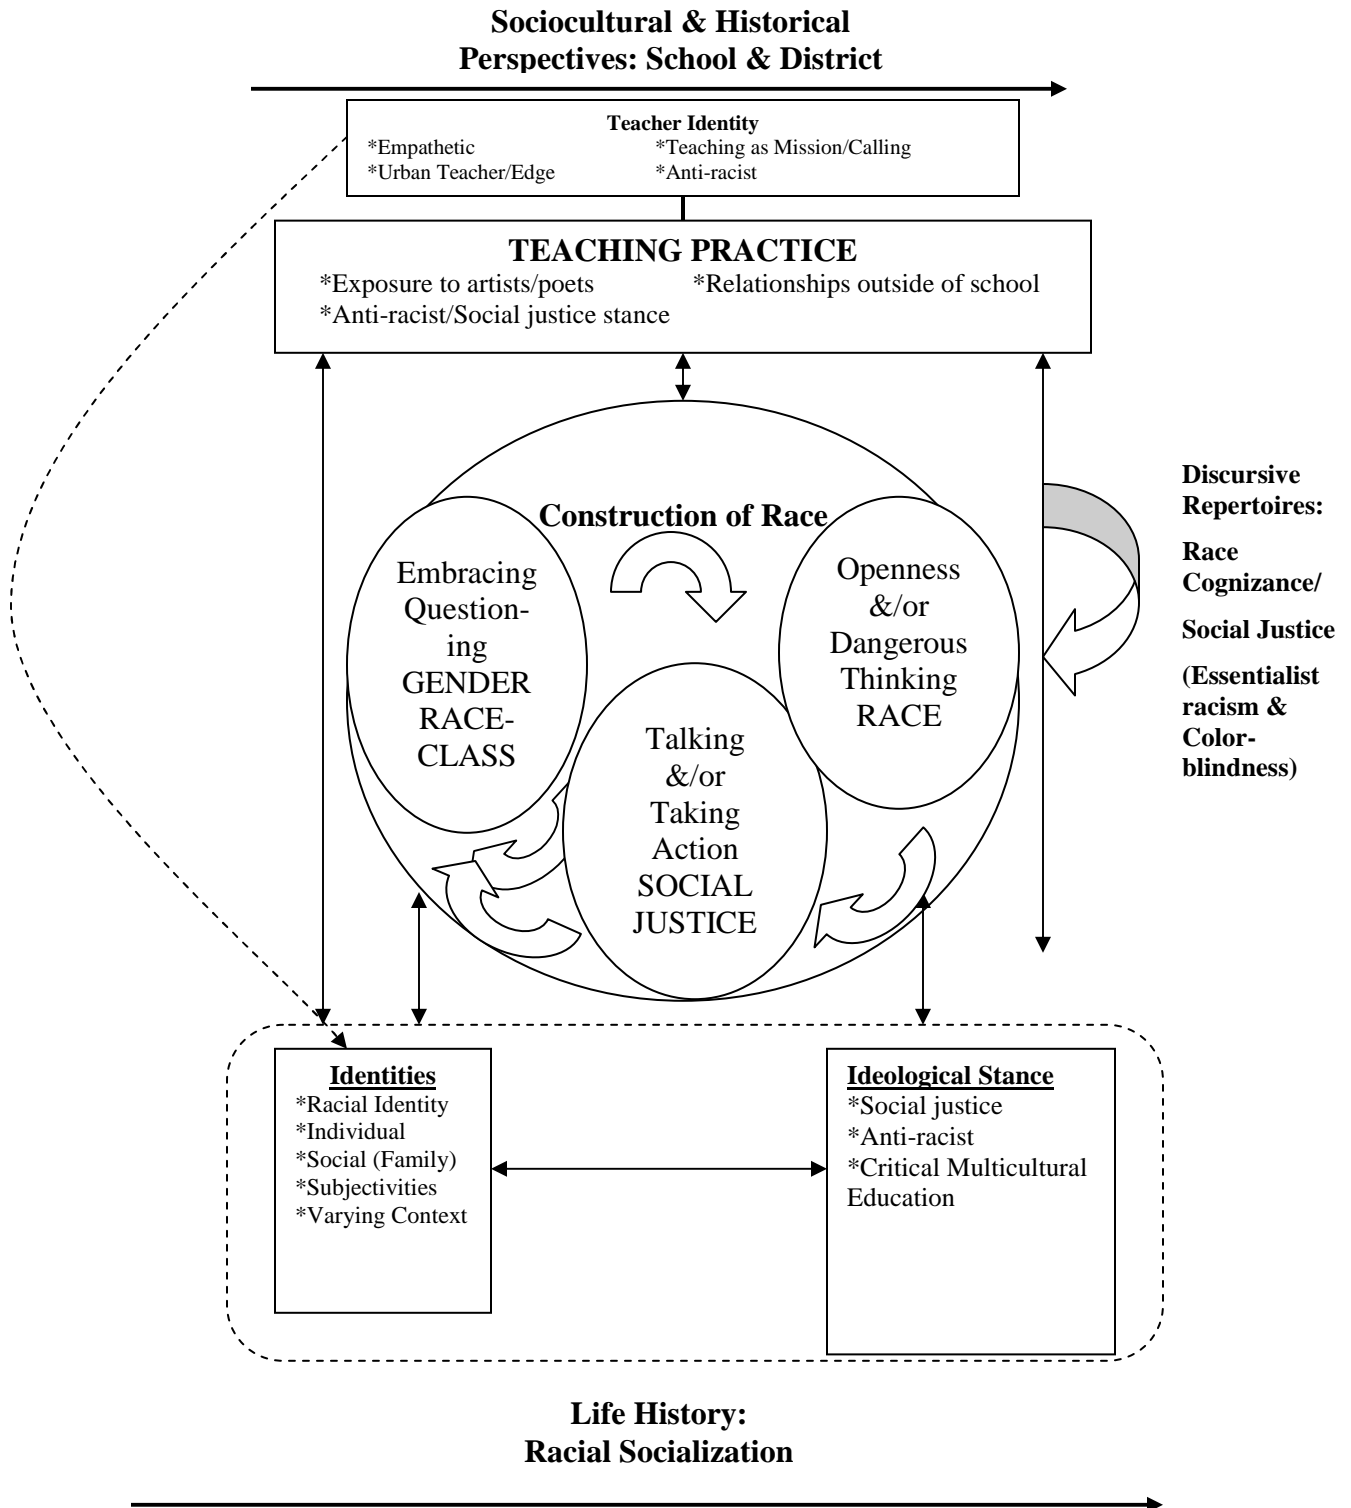 Sociocultural & Historical
Perspectives: School & District
Teacher Identity
*Empathetic *Teaching as Mission/Calling
*Urban Teacher/Edge *Anti-racist
TEACHING PRACTICE
*Exposure to artists/poets *Relationships outside of school
*Anti-racist/Social justice stance
Construction of Race
Embracing
Question-
ing
GENDER
RACE-
CLASS
Openness
&/or
Dangerous
Thinking
RACE
Talking
&/or
Taking
Action
SOCIAL
JUSTICE
Discursive
Repertoires:
Race
Cognizance/
Social Justice
(Essentialist
racism &
Color-
blindness)
Identities
*Racial Identity
*Individual
*Social (Family)
*Subjectivities
*Varying Context
Ideological Stance
*Social justice
*Anti-racist
*Critical Multicultural
Education
Life History:
Racial Socialization